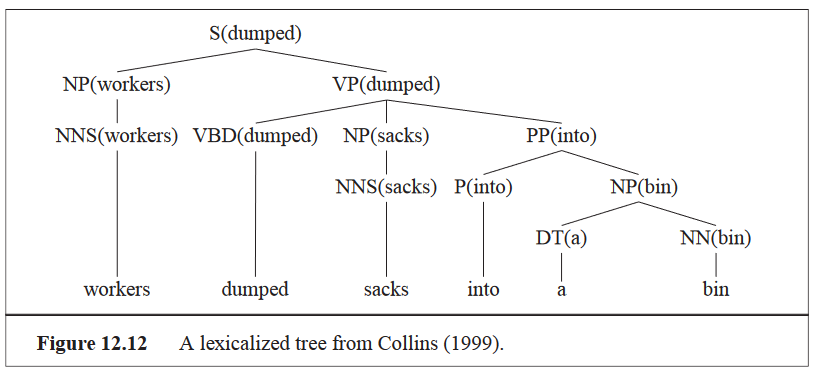 S(dumped)
NP(workers) VP(dumped)
NNS(workers) VBD(dumped) NP(sacks) PP(into)
NNS(sacks) P(into) NP(bin)
DT(a) NN(bin)
workers dumped sacks into a bin
Figure 12.12 A lexicalized tree from Collins (1999).